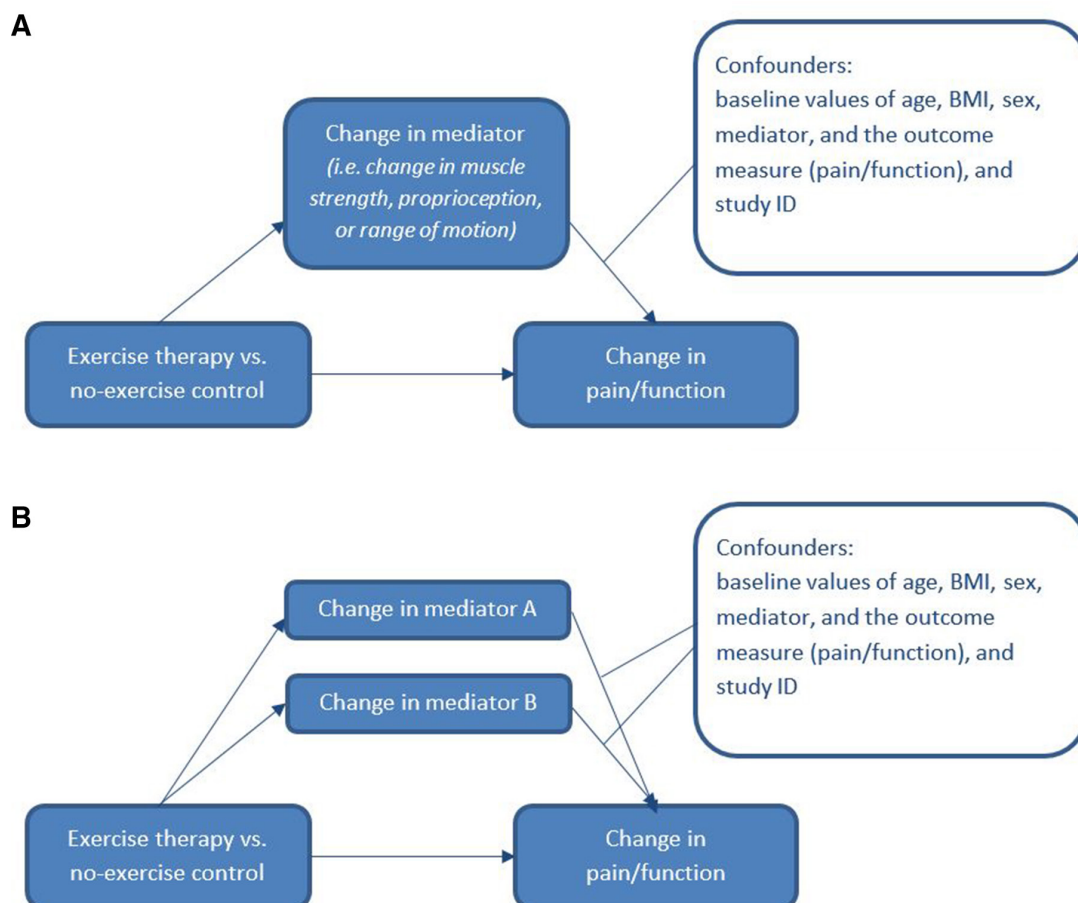 A
Confounders:
baseline values of age, BMI, sex,
mediator, and the outcome
measure (pain/function), and
study ID
Change in mediator
(i.e. change in muscle
strength, proprioception,
or range of motion)
Exercise therapy vs.
no-exercise control
Change in
pain/function
B
Confounders:
baseline values of age, BMI, sex,
mediator, and the outcome
measure (pain/function), and
study ID
Change in mediator A
Change in mediator B
Exercise therapy vs.
no-exercise control
Change in
pain/function